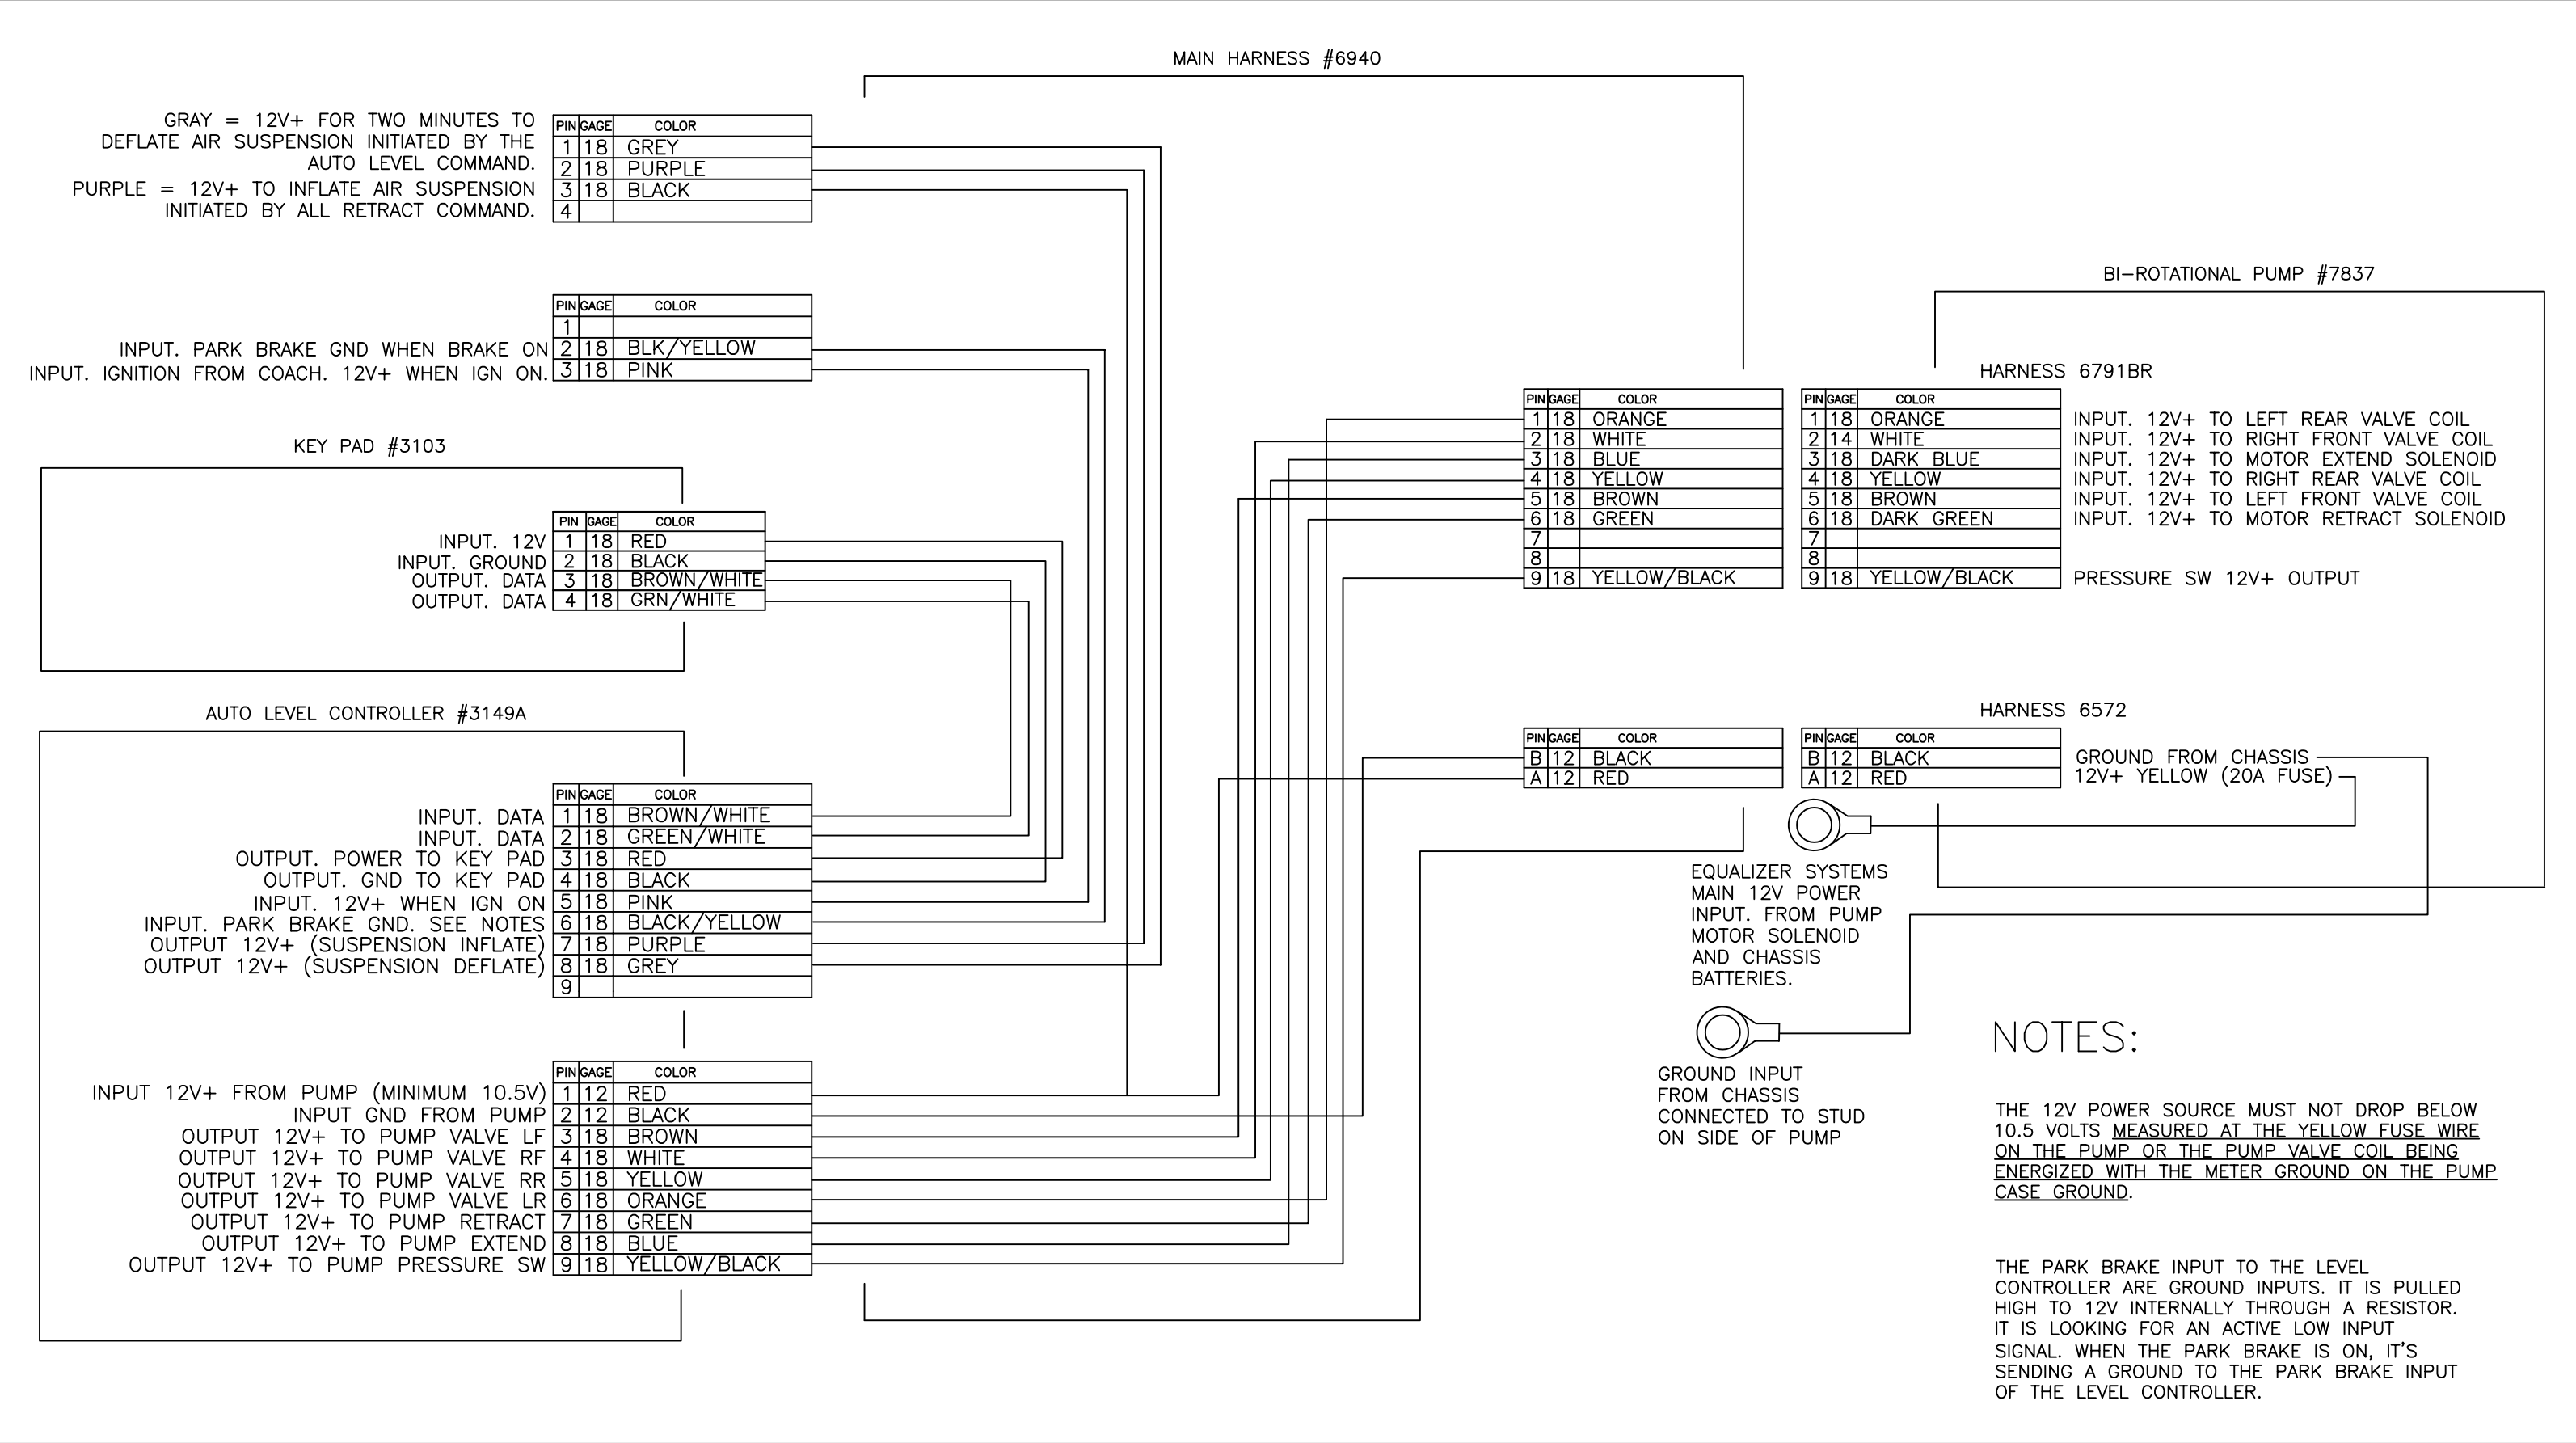 MAIN HARNESS #6940
GRAY = 12V+ FOR TWO MINUTES TO
DEFLATE AIR SUSPENSION INITIATED BY THE
AUTO LEVEL COMMAND.
PURPLE = 12V+ TO INFLATE AIR SUSPENSION
INITIATED BY ALL RETRACT COMMAND.
PIN GAGE COLOR
1 18 GREY
2 18 PURPLE
3 18 BLACK
4
PIN GAGE COLOR
1
INPUT. PARK BRAKE GND WHEN BRAKE ON 2 18 BLK/YELLOW
INPUT. IGNITION FROM COACH. 12V+ WHEN IGN ON. 3 18 PINK
KEY PAD #3103
PIN GAGE COLOR
INPUT. 12V 1 18 RED
INPUT. GROUND 2 18 BLACK
OUTPUT. DATA 3 18 BROWN/WHITE
OUTPUT. DATA 4 18 GRN/WHITE
AUTO LEVEL CONTROLLER #3149A
PIN GAGE COLOR
INPUT. DATA 1 18 BROWN/WHITE
INPUT. DATA 2 18 GREEN/WHITE
OUTPUT. POWER TO KEY PAD 3 18 RED
OUTPUT. GND TO KEY PAD 4 18 BLACK
INPUT. 12V+ WHEN IGN ON 5 18 PINK
INPUT. PARK BRAKE GND. SEE NOTES 6 18 BLACK/YELLOW
OUTPUT 12V+ (SUSPENSION INFLATE) 7 18 PURPLE
OUTPUT 12V+ (SUSPENSION DEFLATE) 8 18 GREY
9
PIN GAGE COLOR
INPUT 12V+ FROM PUMP (MINIMUM 10.5V) 1 12 RED
INPUT GND FROM PUMP 2 12 BLACK
OUTPUT 12V+ TO PUMP VALVE LF 3 18 BROWN
OUTPUT 12V+ TO PUMP VALVE RF 4 18 WHITE
OUTPUT 12V+ TO PUMP VALVE RR 5 18 YELLOW
OUTPUT 12V+ TO PUMP VALVE LR 6 18 ORANGE
OUTPUT 12V+ TO PUMP RETRACT 7 18 GREEN
OUTPUT 12V+ TO PUMP EXTEND 8 18 BLUE
OUTPUT 12V+ TO PUMP PRESSURE SW 9 18 YELLOW/BLACK
BI-ROTATIONAL PUMP #7837
HARNESS 6791BR
PIN GAGE COLOR PIN GAGE COLOR
1 18 ORANGE 1 18 ORANGE INPUT. 12V+ TO LEFT REAR VALVE COIL
2 18 WHITE 2 14 WHITE INPUT. 12V+ TO RIGHT FRONT VALVE COIL
3 18 BLUE 3 18 DARK BLUE INPUT. 12V+ TO MOTOR EXTEND SOLENOID
4 18 YELLOW 4 18 YELLOW INPUT. 12V+ TO RIGHT REAR VALVE COIL
5 18 BROWN 5 18 BROWN INPUT. 12V+ TO LEFT FRONT VALVE COIL
6 18 GREEN 6 18 DARK GREEN INPUT. 12V+ TO MOTOR RETRACT SOLENOID
7 7
8 8
9 18 YELLOW/BLACK 9 18 YELLOW/BLACK PRESSURE SW 12V+ OUTPUT
HARNESS 6572
PIN GAGE COLOR PIN GAGE COLOR
B 12 BLACK B 12 BLACK GROUND FROM CHASSIS
A 12 RED A 12 RED 12V+ YELLOW (20A FUSE)
EQUALIZER SYSTEMS
MAIN 12V POWER
INPUT. FROM PUMP
MOTOR SOLENOID
AND CHASSIS
BATTERIES.
GROUND INPUT
FROM CHASSIS
CONNECTED TO STUD
ON SIDE OF PUMP
NOTES:
THE 12V POWER SOURCE MUST NOT DROP BELOW
10.5 VOLTS MEASURED AT THE YELLOW FUSE WIRE
ON THE PUMP OR THE PUMP VALVE COIL BEING
ENERGIZED WITH THE METER GROUND ON THE PUMP
CASE GROUND.
THE PARK BRAKE INPUT TO THE LEVEL
CONTROLLER ARE GROUND INPUTS. IT IS PULLED
HIGH TO 12V INTERNALLY THROUGH A RESISTOR.
IT IS LOOKING FOR AN ACTIVE LOW INPUT
SIGNAL. WHEN THE PARK BRAKE IS ON, IT'S
SENDING A GROUND TO THE PARK BRAKE INPUT
OF THE LEVEL CONTROLLER.